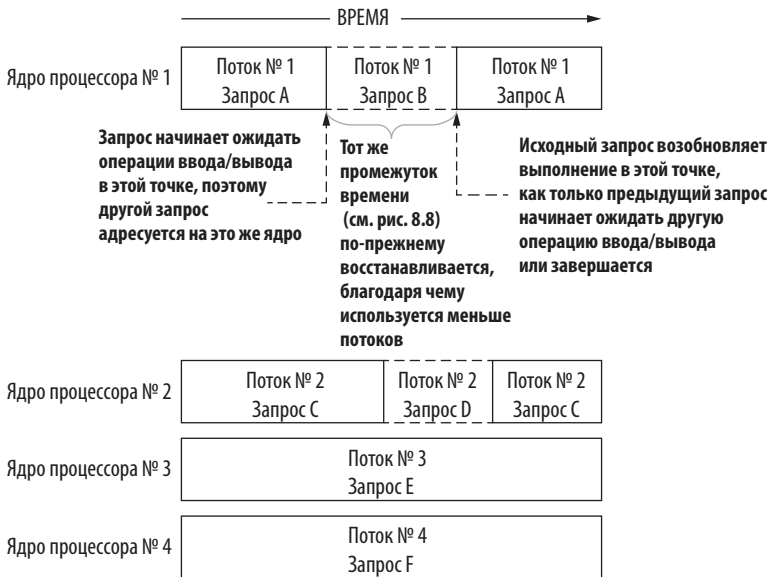 ВРЕМЯ
Ядро процессора № 1
Поток № 1
Запрос A
Поток № 1
Запрос B
Поток № 1
Запрос A
Запрос начинает ожидать
операции ввода/вывода
в этой точке, поэтому
другой запрос
адресуется на это же ядро
Тот же
промежуток
времени
(см. рис. 8.8)
по-прежнему
восстанавливается,
благодаря чему
используется меньше
потоков
Исходный запрос возобновляет
выполнение в этой точке,
как только предыдущий запрос
начинает ожидать другую
операцию ввода/вывода
или завершается
Ядро процессора № 2
Поток № 2
Запрос C
Поток № 2
Запрос D
Поток № 2
Запрос C
Ядро процессора № 3
Поток № 3
Запрос E
Ядро процессора № 4
Поток № 4
Запрос F